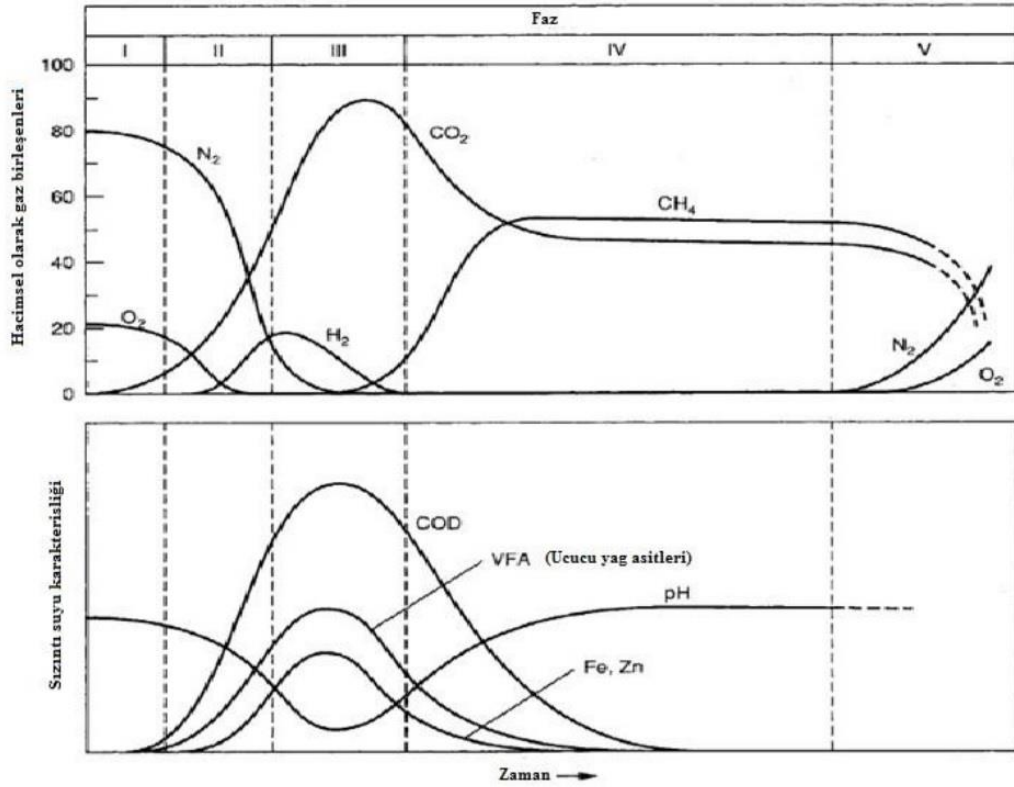 Faz
I II III IV V
Hacimsel olarak gaz birleşenleri
100
80
60
40
20
0
N₂
O₂
CO₂
H₂
CH₄
N₂
O₂
Sızıntı suyu karakterisliği
COD
VFA (Ucucu yag asitleri)
pH
Fe, Zn
Zaman →